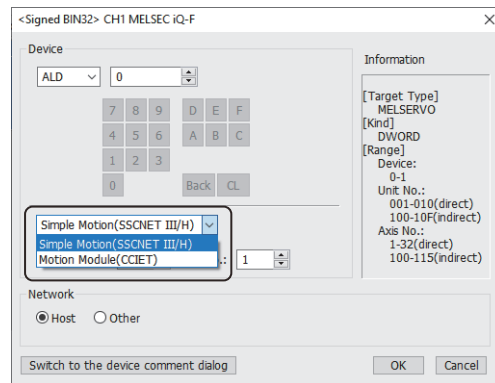 <Signed BIN32> CH1 MELSEC iQ-F
Device
ALD 0
7 8 9 D E F
4 5 6 A B C
1 2 3
0 Back CL
Simple Motion(SSCNET III/H)
Simple Motion(SSCNET III/H)
Motion Module(CCIET)
.: 1
Information
[Target Type]
MELSERVO
[Kind]
DWORD
[Range]
Device:
0-1
Unit No.:
001-010(direct)
100-10F(indirect)
Axis No.:
1-32(direct)
100-115(indirect)
Network
Host Other
Switch to the device comment dialog OK Cancel